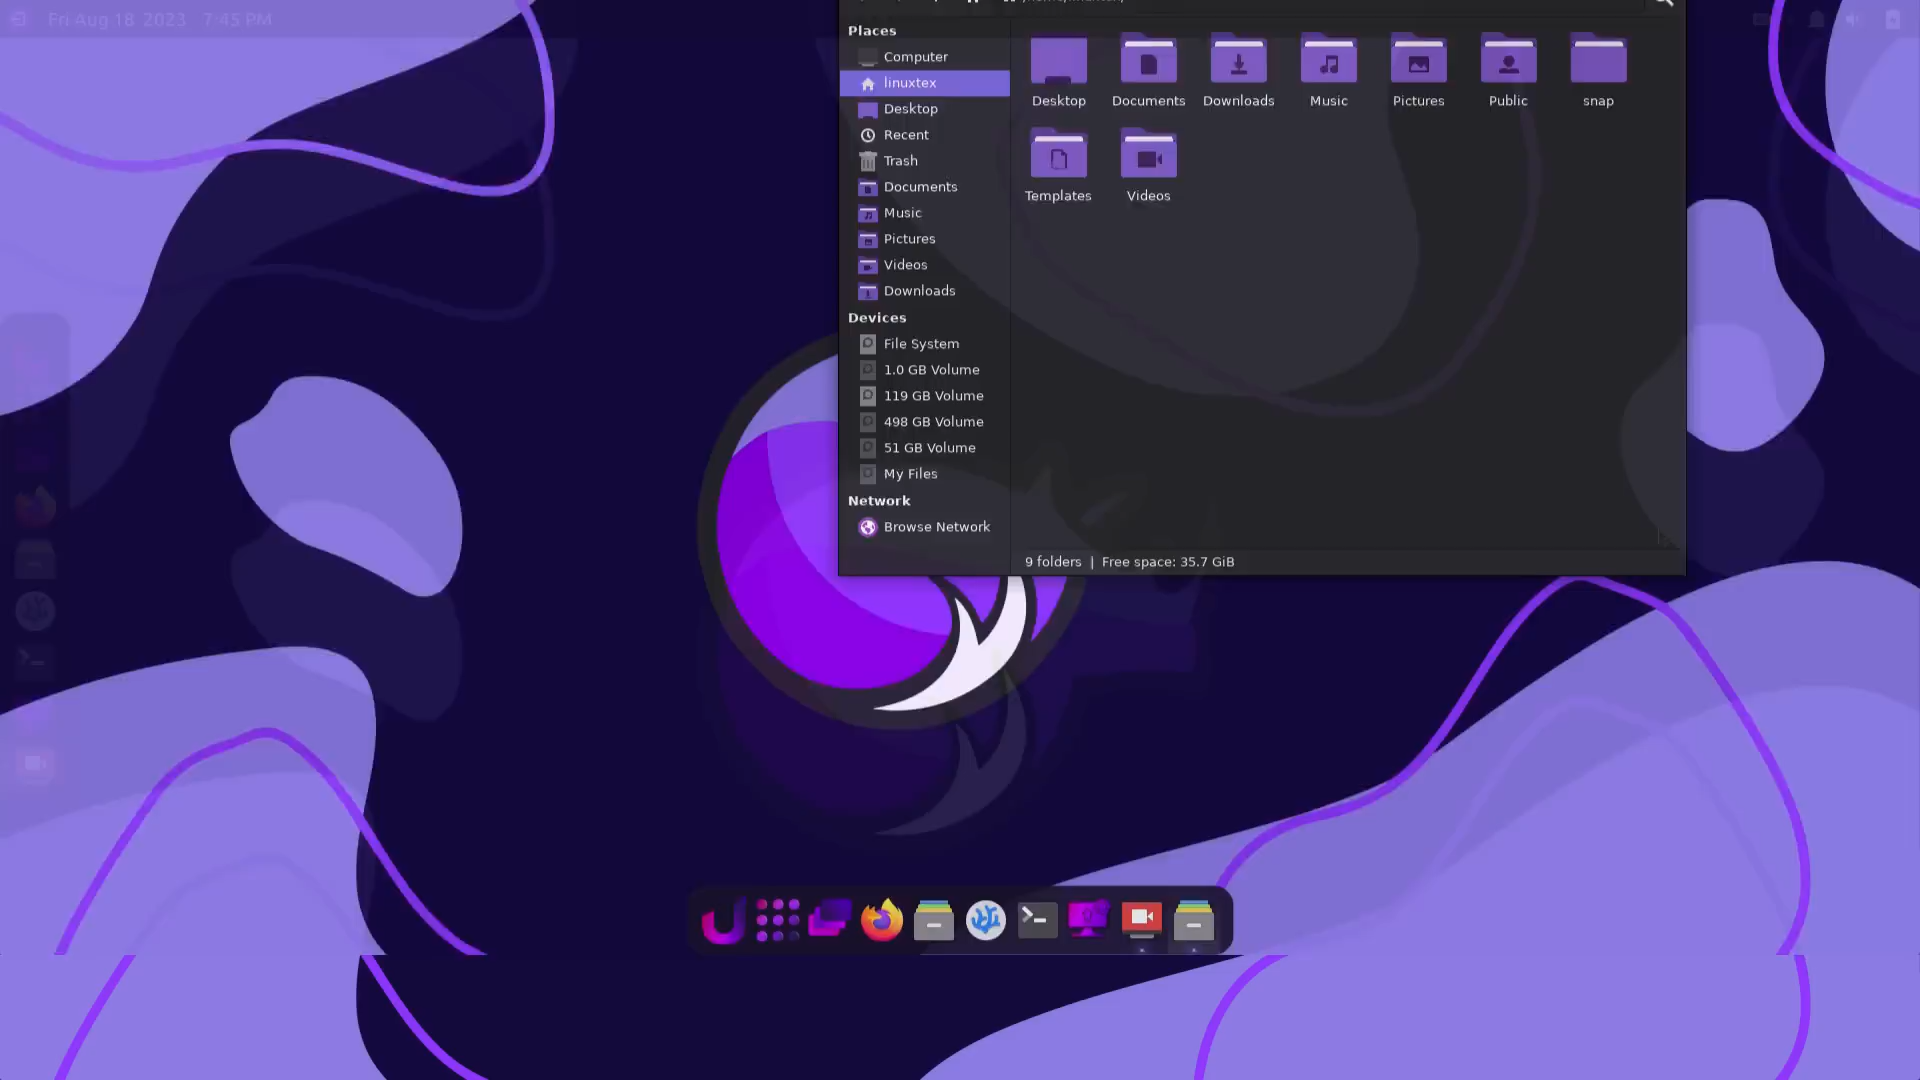 Fri Aug 18 2023 7:45 PM
Places
Computer
linuxtex
Desktop
Recent
Trash
Documents
Music
Pictures
Videos
Downloads
Devices
File System
1.0 GB Volume
119 GB Volume
498 GB Volume
51 GB Volume
My Files
Network
Browse Network
Desktop
Documents
Downloads
Music
Pictures
Public
snap
Templates
Videos
9 folders | Free space: 35.7 GiB